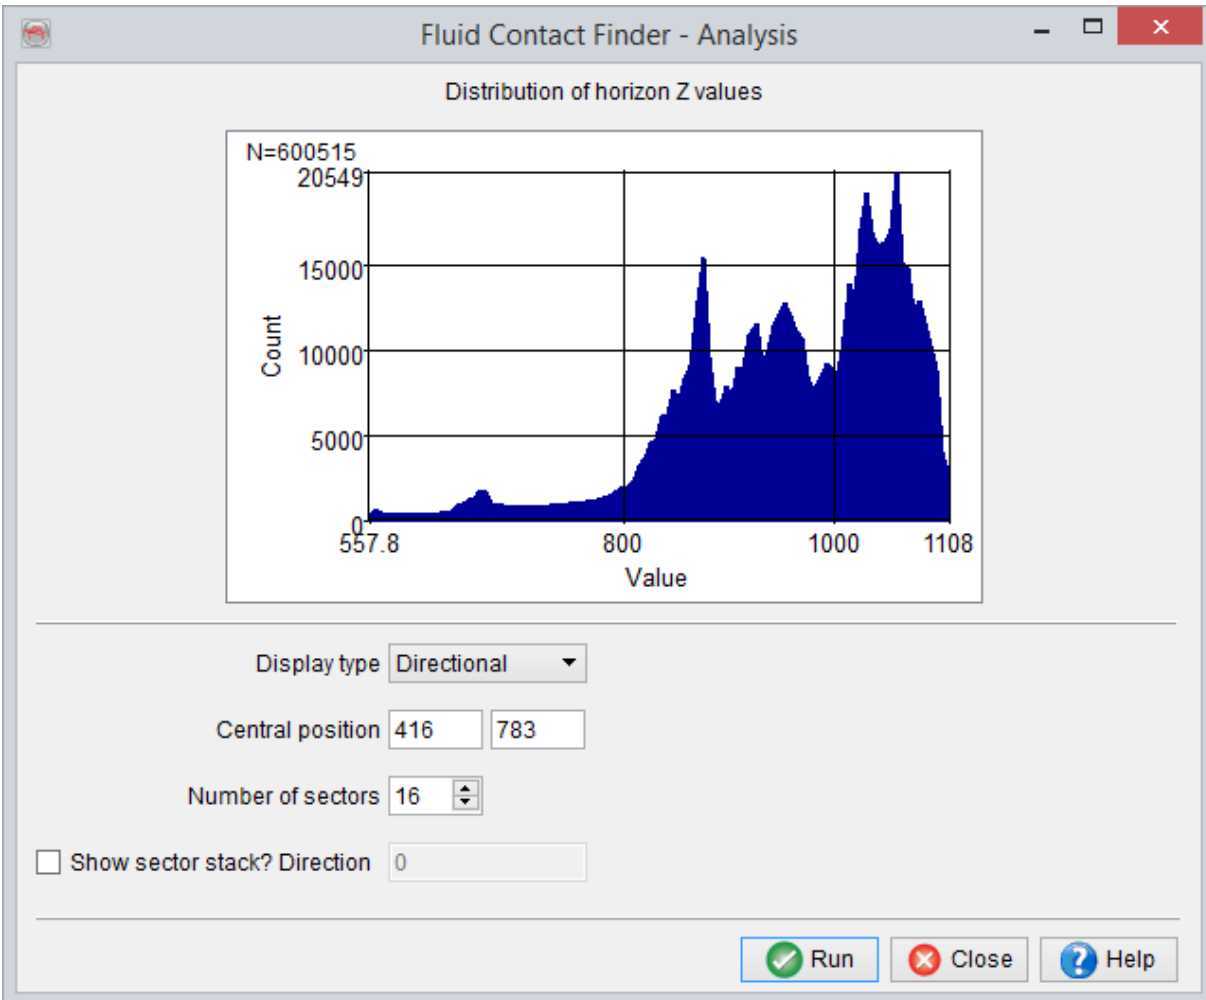 Fluid Contact Finder - Analysis
Distribution of horizon Z values
N=600515
20549
15000
10000
5000
0
Count
557.8 800 1000 1108
Value
Display type Directional
Central position 416 783
Number of sectors 16
Show sector stack? Direction 0
Run Close Help